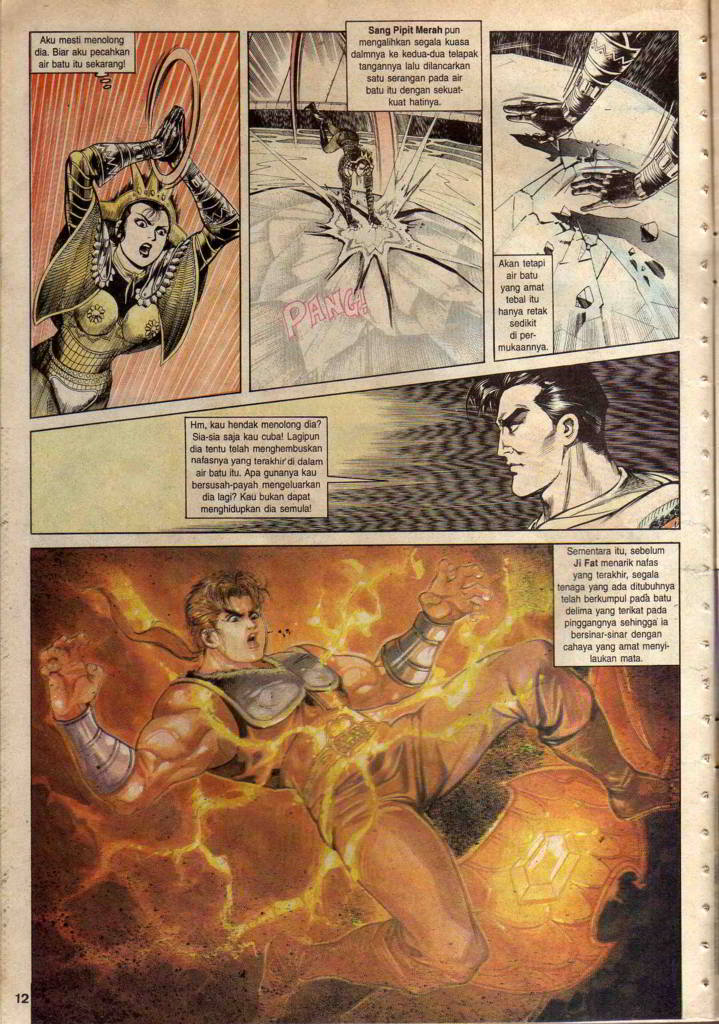 Aku mesti menolong
dia. Biar aku pecahkan
air batu itu sekarang!
Sang Pipit Merah pun
mengalihkan segala kuasa
dalmnya ke kedua-dua telapak
tangannya lalu dilancarkan
satu serangan pada air
batu itu dengan sekuat-
kuat hatinya.
PANG!
Akan tetapi
air batu
yang amat
tebal itu
hanya retak
sedikit
di per-
mukaannya.
Hm, kau hendak menolong dia?
Sia-sia saja kau cuba! Lagipun
dia tentu telah menghembuskan
nafasnya yang terakhir di dalam
air batu itu. Apa gunanya kau
bersusah-payah mengeluarkan
dia lagi? Kau bukan dapat
menghidupkan dia semula!
Sementara itu, sebelum
Ji Fat menarik nafas
yang terakhir, segala
tenaga yang ada ditubuhnya
telah berkumpul pada batu
delima yang terikat pada
pinggangnya sehingga ia
bersinar-sinar dengan
cahaya yang amat menyi-
laukan mata.
12